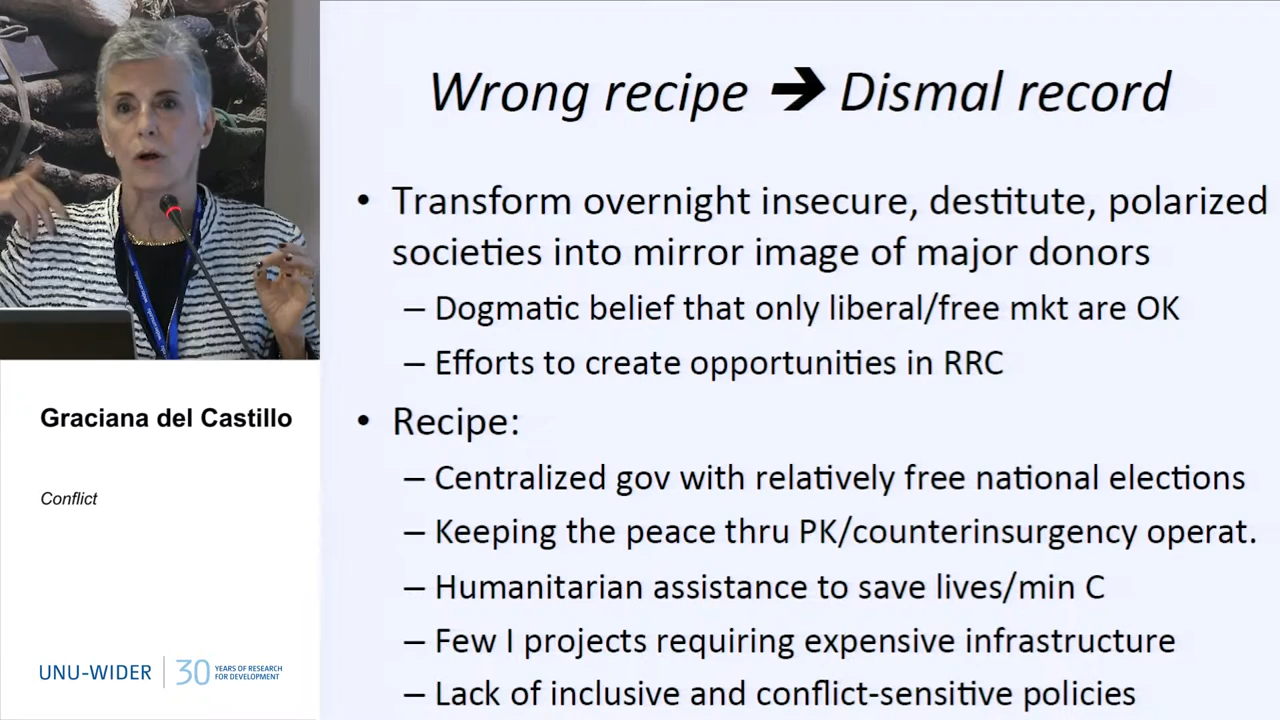 Wrong recipe ➔ Dismal record
• Transform overnight insecure, destitute, polarized
societies into mirror image of major donors
– Dogmatic belief that only liberal/free mkt are OK
– Efforts to create opportunities in RRC
• Recipe:
– Centralized gov with relatively free national elections
– Keeping the peace thru PK/counterinsurgency operat.
– Humanitarian assistance to save lives/min C
– Few I projects requiring expensive infrastructure
– Lack of inclusive and conflict-sensitive policies
Graciana del Castillo
Conflict
UNU-WIDER
30
YEARS OF RESEARCH
FOR DEVELOPMENT